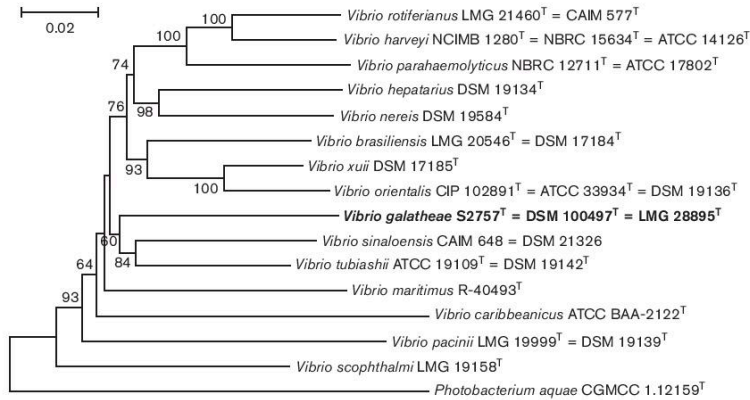 0.02
100
Vibrio rotiferianus LMG 21460T = CAIM 577T
Vibrio harveyi NCIMB 1280T = NBRC 15634T = ATCC 14126T
100
Vibrio parahaemolyticus NBRC 12711T = ATCC 17802T
74
Vibrio hepatarius DSM 19134T
98
Vibrio nereis DSM 19584T
76
Vibrio brasiliensis LMG 20546T = DSM 17184T
93
Vibrio xuii DSM 17185T
100
Vibrio orientalis CIP 102891T = ATCC 33934T = DSM 19136T
Vibrio galatheae S2757T = DSM 100497T = LMG 28895T
60
Vibrio sinaloensis CAIM 648 = DSM 21326
84
Vibrio tubiashii ATCC 19109T = DSM 19142T
64
Vibrio maritimus R-40493T
93
Vibrio caribbeanicus ATCC BAA-2122T
Vibrio pacinii LMG 19999T = DSM 19139T
Vibrio scophthalmi LMG 19158T
Photobacterium aquae CGMCC 1.12159T